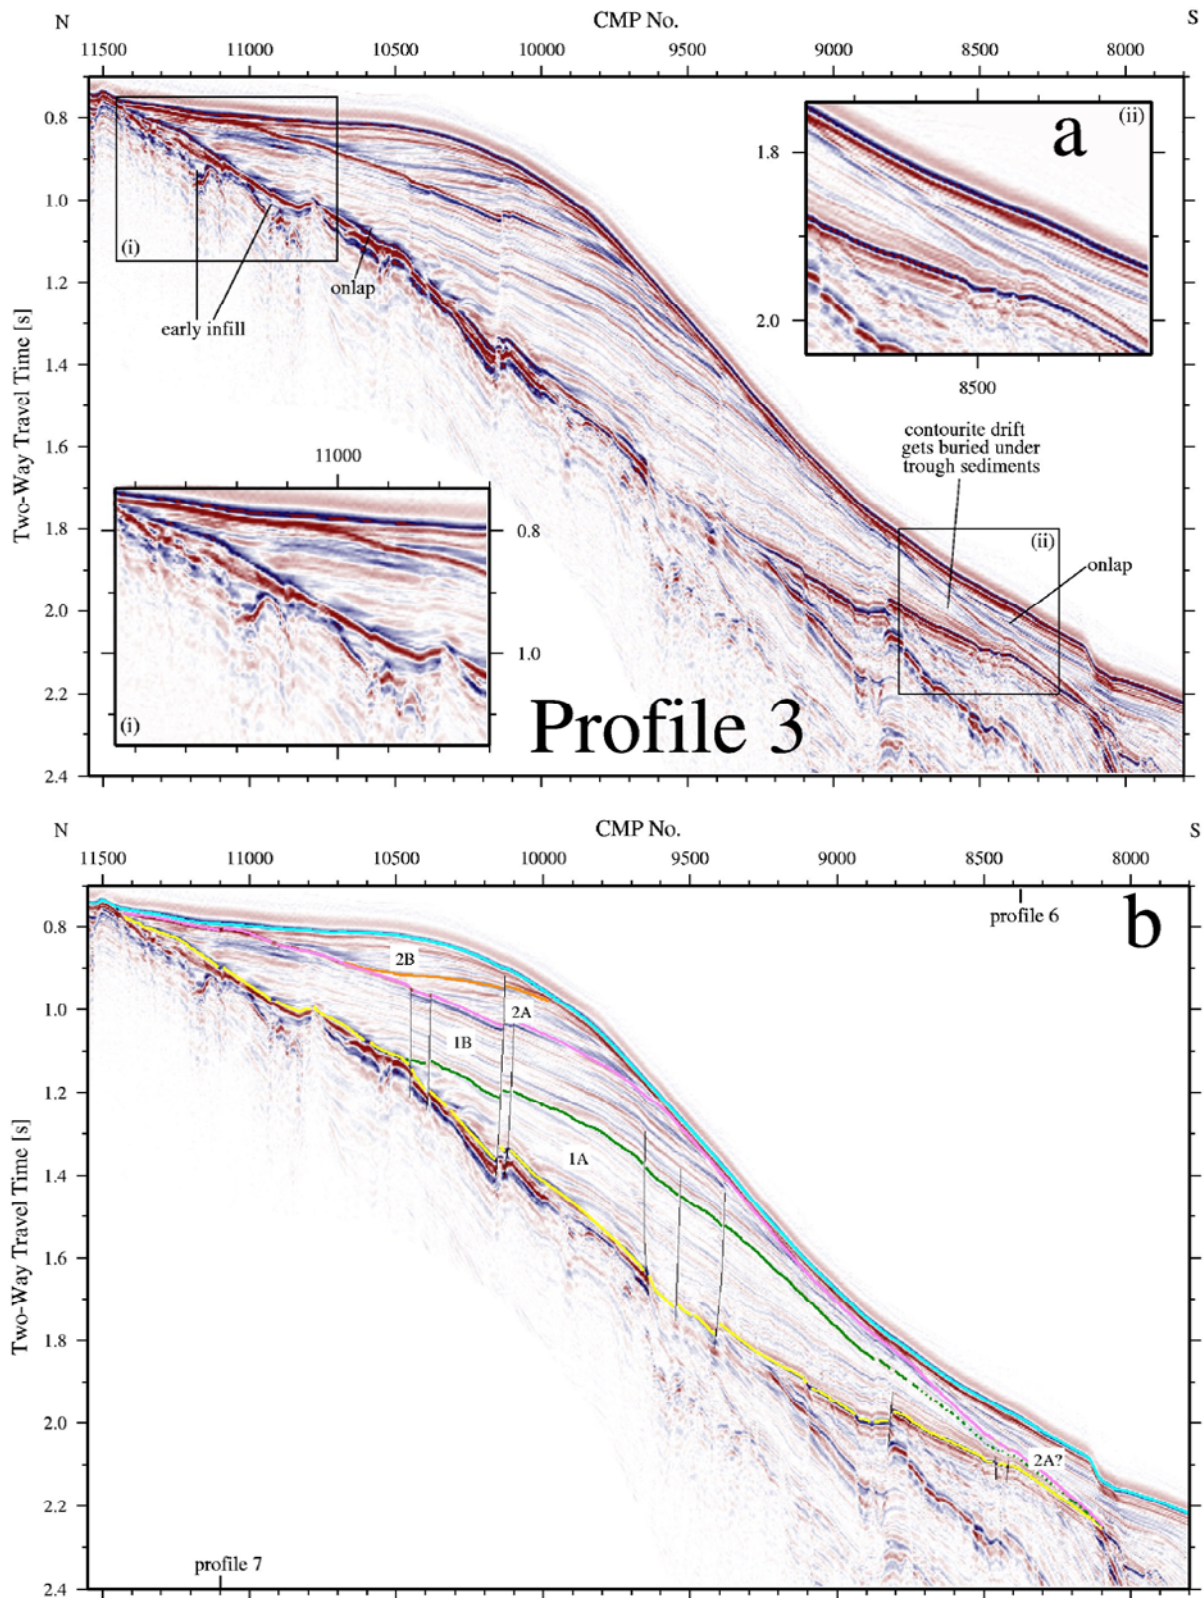 N CMP No. S
11500 11000 10500 10000 9500 9000 8500 8000
0.8
1.0
1.2
1.4
1.6
1.8
2.0
2.2
2.4
Two-Way Travel Time [s]
(i)
early infill
onlap
a
(ii)
1.8
2.0
8500
contourite drift
gets buried under
trough sediments
(ii)
onlap
11000
0.8
1.0
(i)
Profile 3
N CMP No. S
11500 11000 10500 10000 9500 9000 8500 8000
0.8
1.0
1.2
1.4
1.6
1.8
2.0
2.2
2.4
Two-Way Travel Time [s]
profile 6
b
2B
2A
1B
1A
2A?
profile 7